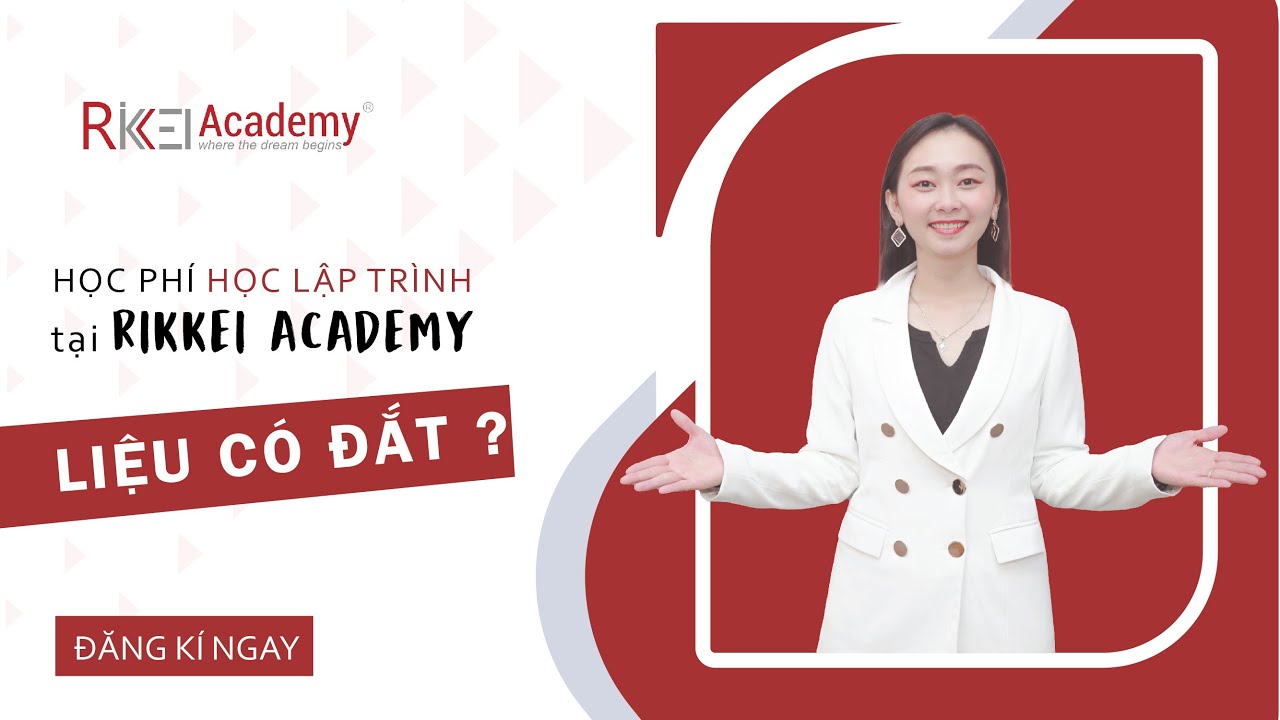 RIKKEI Academy®
where the dream begins
HỌC PHÍ HỌC LẬP TRÌNH
tại RIKKEI ACADEMY
LIỆU CÓ ĐẮT ?
ĐĂNG KÍ NGAY